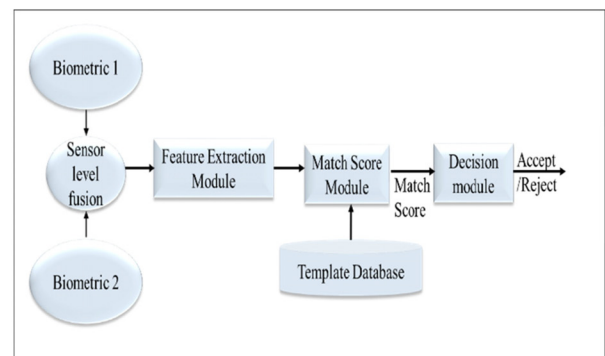 Biometric 1
Sensor
level
fusion
Biometric 2
Feature Extraction
Module
Match Score
Module
Template Database
Match
Score
Decision
module
Accept
/Reject